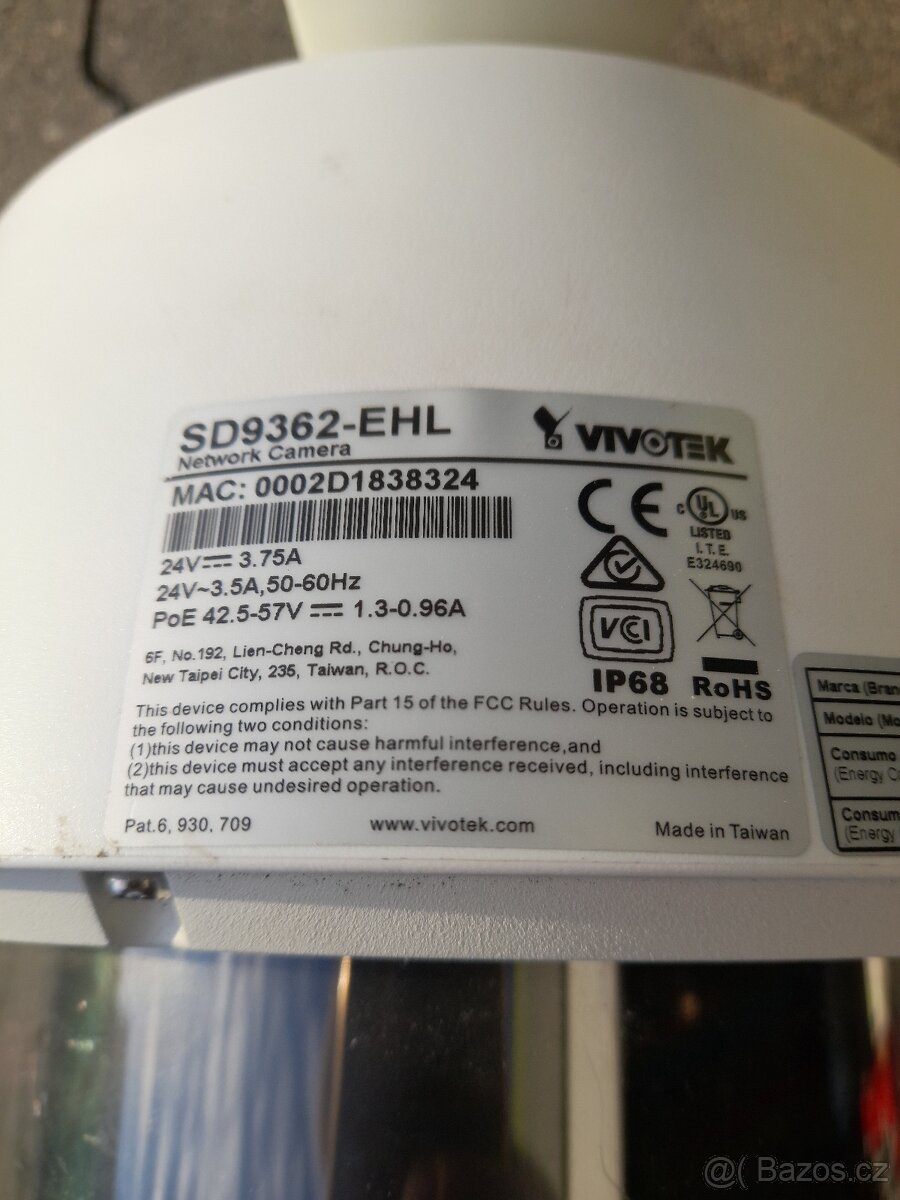 SD9362-EHL
Network Camera
VIVOTEK
MAC: 0002D1838324
24V⎓ 3.75A
24V~3.5A,50-60Hz
PoE 42.5-57V ⎓ 1.3-0.96A
CE
C UL US
LISTED
I.T.E.
E324690
VCI
IP68
RoHS
6F, No.192, Lien-Cheng Rd., Chung-Ho,
New Taipei City, 235, Taiwan, R.O.C.
This device complies with Part 15 of the FCC Rules. Operation is subject to
the following two conditions:
(1)this device may not cause harmful interference,and
(2)this device must accept any interference received, including interference
that may cause undesired operation.
Pat.6, 930, 709
www.vivotek.com
Made in Taiwan
Marca
Modelo
Consumo
(Energy
(Energy
@( Bazos.cz